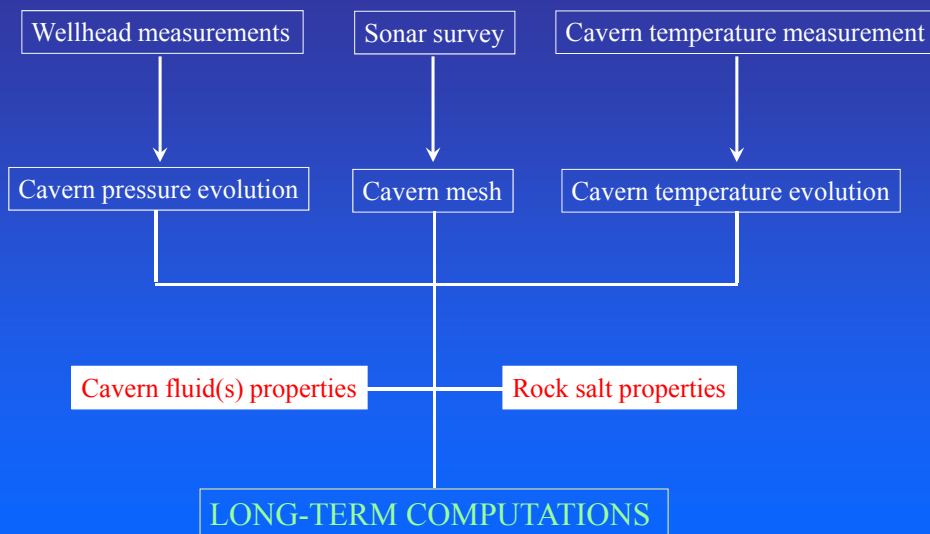 Wellhead measurements
Sonar survey
Cavern temperature measurement
Cavern pressure evolution
Cavern mesh
Cavern temperature evolution
Cavern fluid(s) properties
Rock salt properties
LONG-TERM COMPUTATIONS